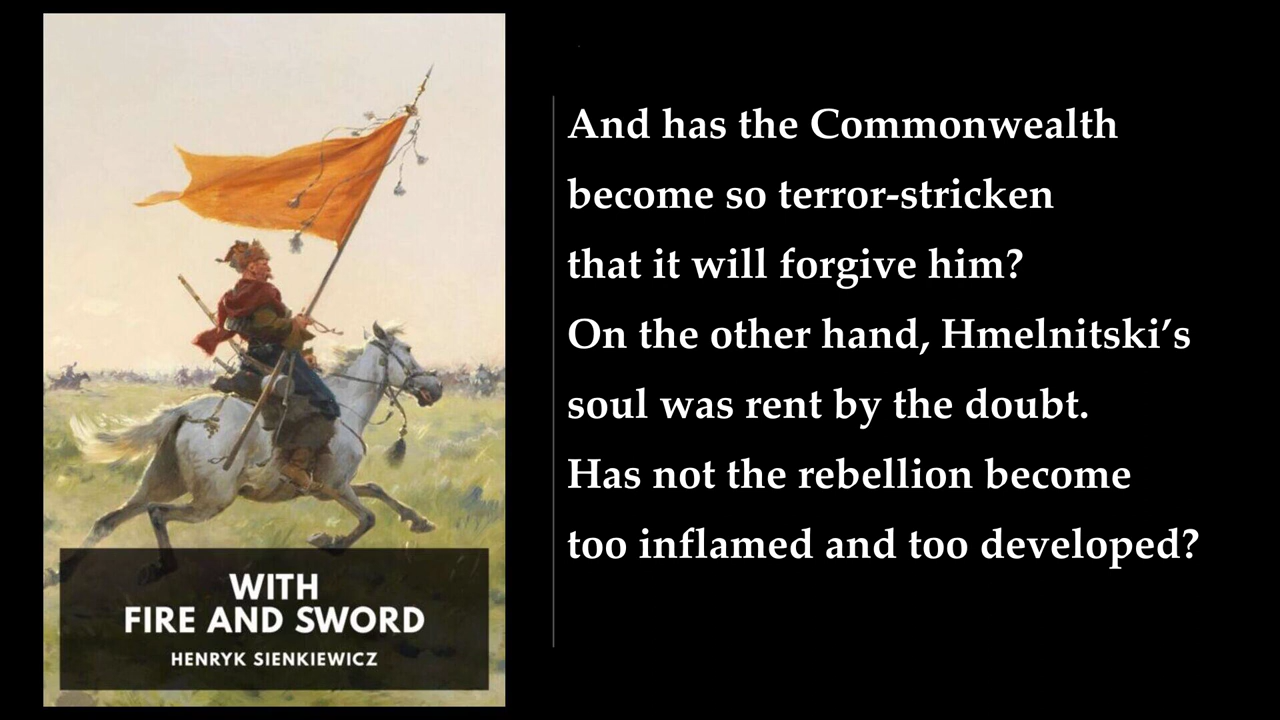 WITH
FIRE AND SWORD
HENRYK SIENKIEWICZ
And has the Commonwealth
become so terror-stricken
that it will forgive him?
On the other hand, Hmelnitski’s
soul was rent by the doubt.
Has not the rebellion become
too inflamed and too developed?